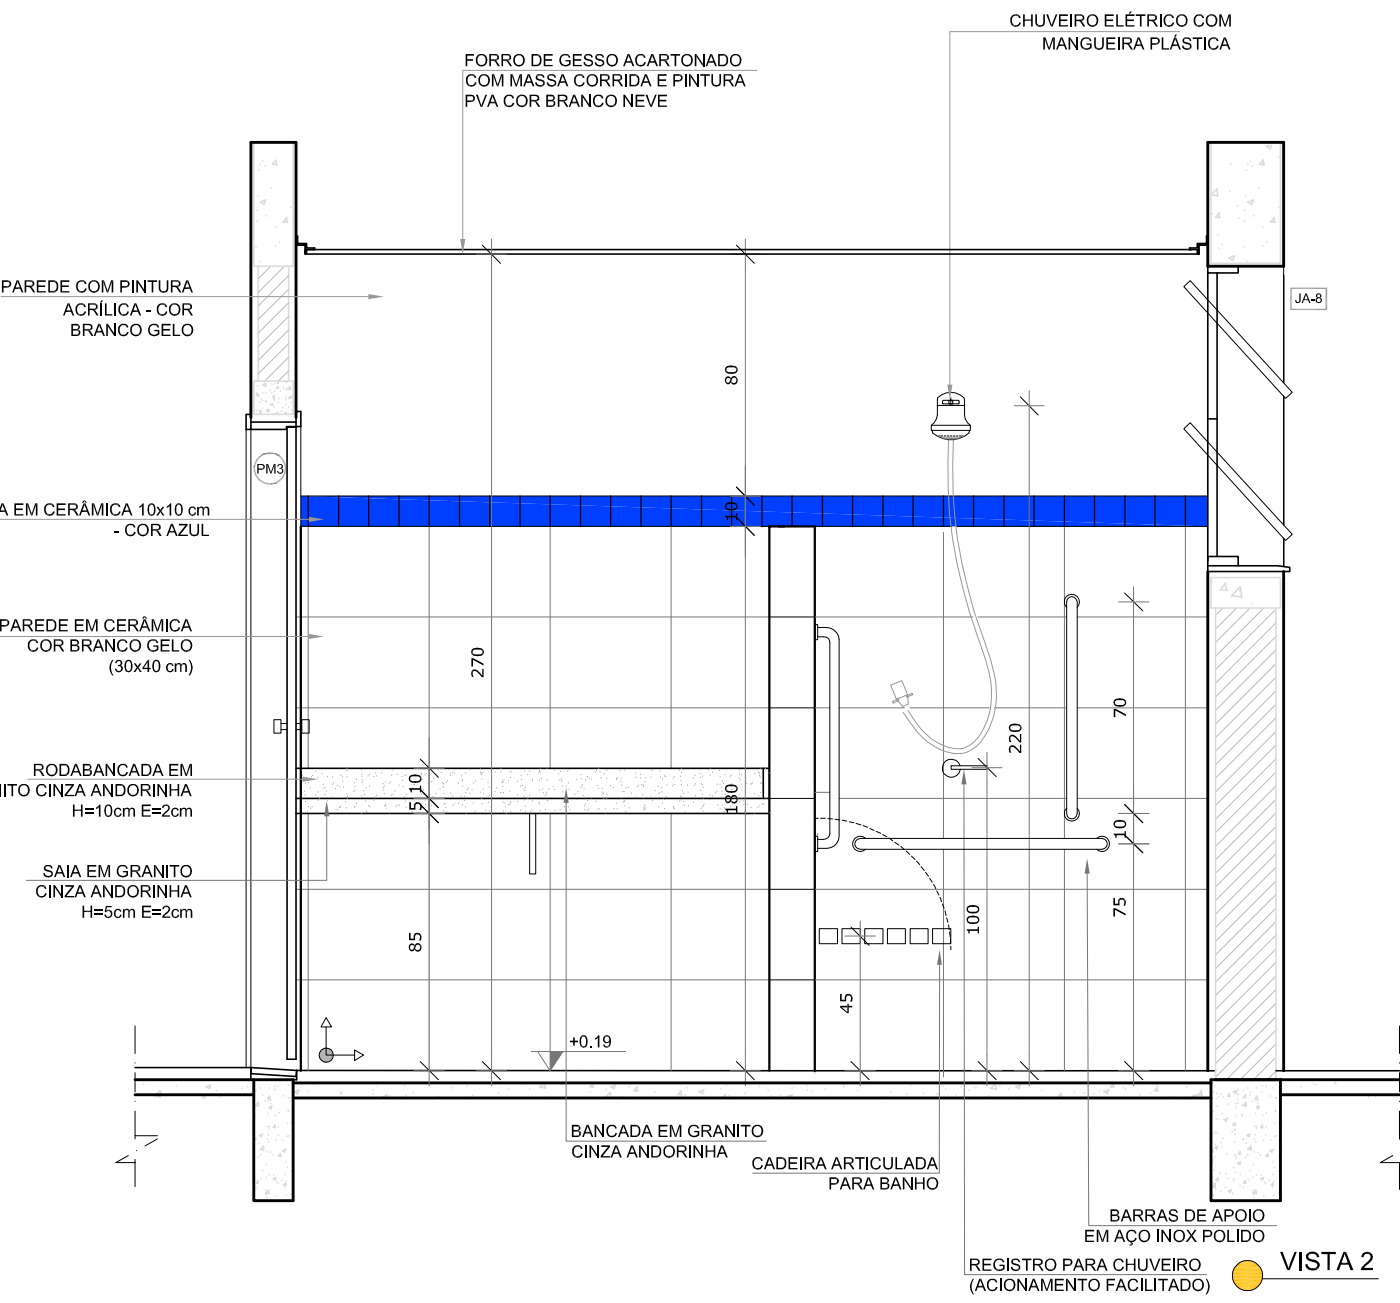 CHUVEIRO ELÉTRICO COM
MANGUEIRA PLÁSTICA
FORRO DE GESSO ACARTONADO
COM MASSA CORRIDA E PINTURA
PVA COR BRANCO NEVE
PAREDE COM PINTURA
ACRÍLICA - COR
BRANCO GELO
JA-8
80
PM3
A EM CERÂMICA 10x10 cm
- COR AZUL
10
PAREDE EM CERÂMICA
COR BRANCO GELO
(30x40 cm)
270
70
220
RODABANCADA EM
NITO CINZA ANDORINHA
H=10cm E=2cm
10
5
180
10
SAIA EM GRANITO
CINZA ANDORINHA
H=5cm E=2cm
85
100
75
45
+0.19
BANCADA EM GRANITO
CINZA ANDORINHA
CADEIRA ARTICULADA
PARA BANHO
BARRAS DE APOIO
EM AÇO INOX POLIDO
REGISTRO PARA CHUVEIRO
(ACIONAMENTO FACILITADO)
VISTA 2